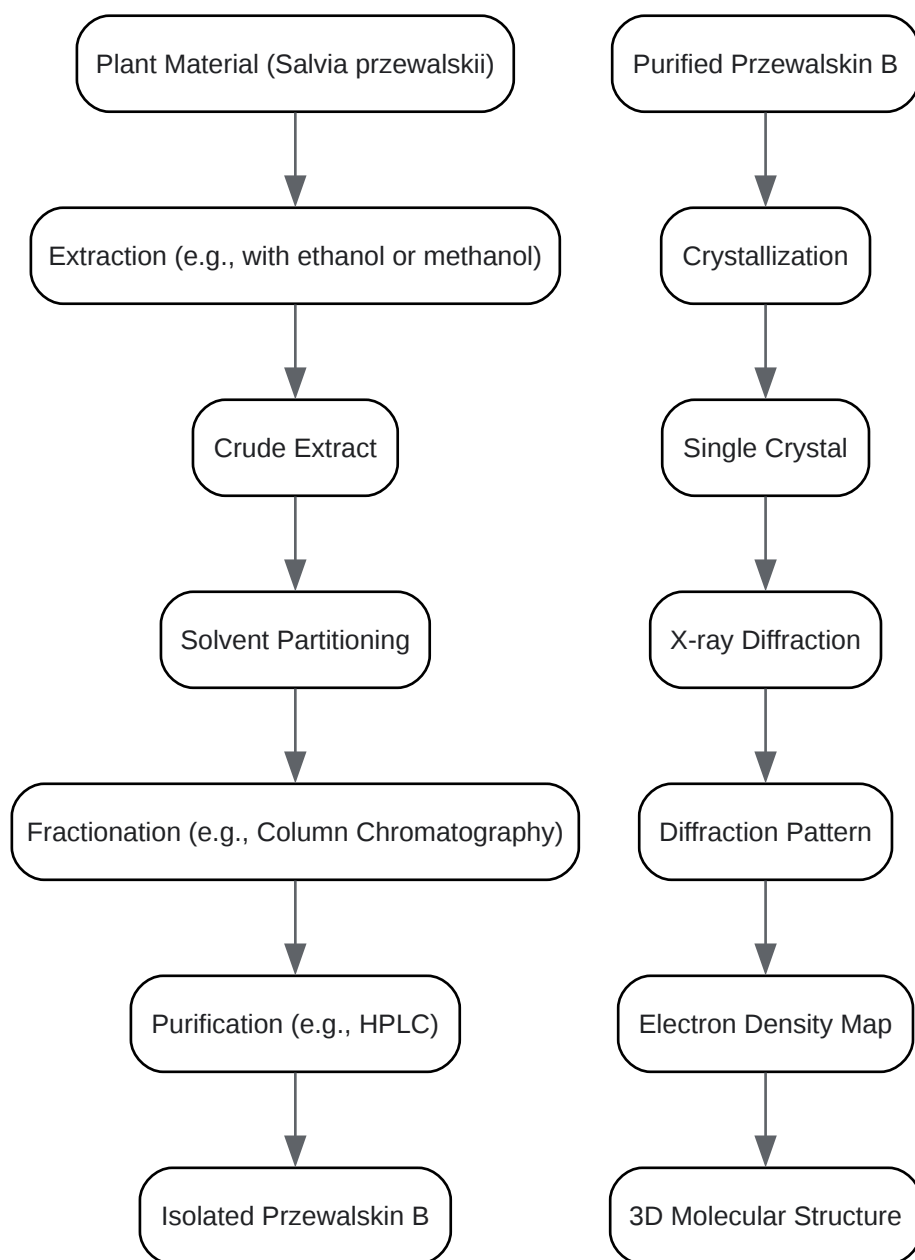 Plant Material (Salvia przewalskii)
Extraction (e.g., with ethanol or methanol)
Crude Extract
Solvent Partitioning
Fractionation (e.g., Column Chromatography)
Purification (e.g., HPLC)
Isolated Przewalskin B
Purified Przewalskin B
Crystallization
Single Crystal
X-ray Diffraction
Diffraction Pattern
Electron Density Map
3D Molecular Structure